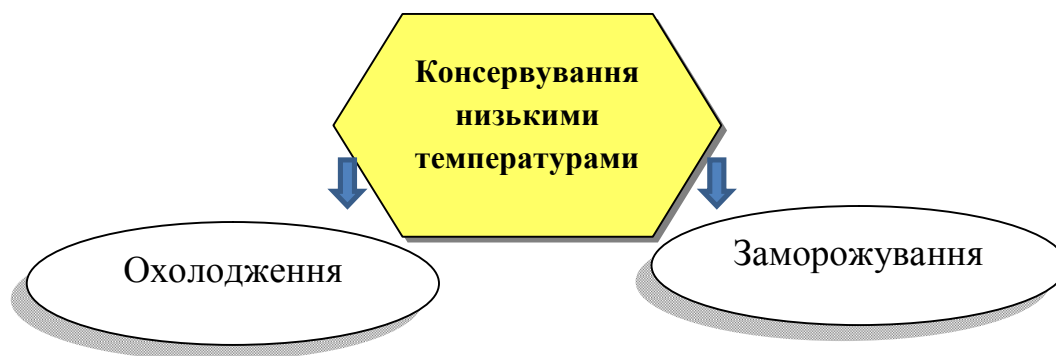 Консервування
низькими
температурами
Охолодження
Заморожування